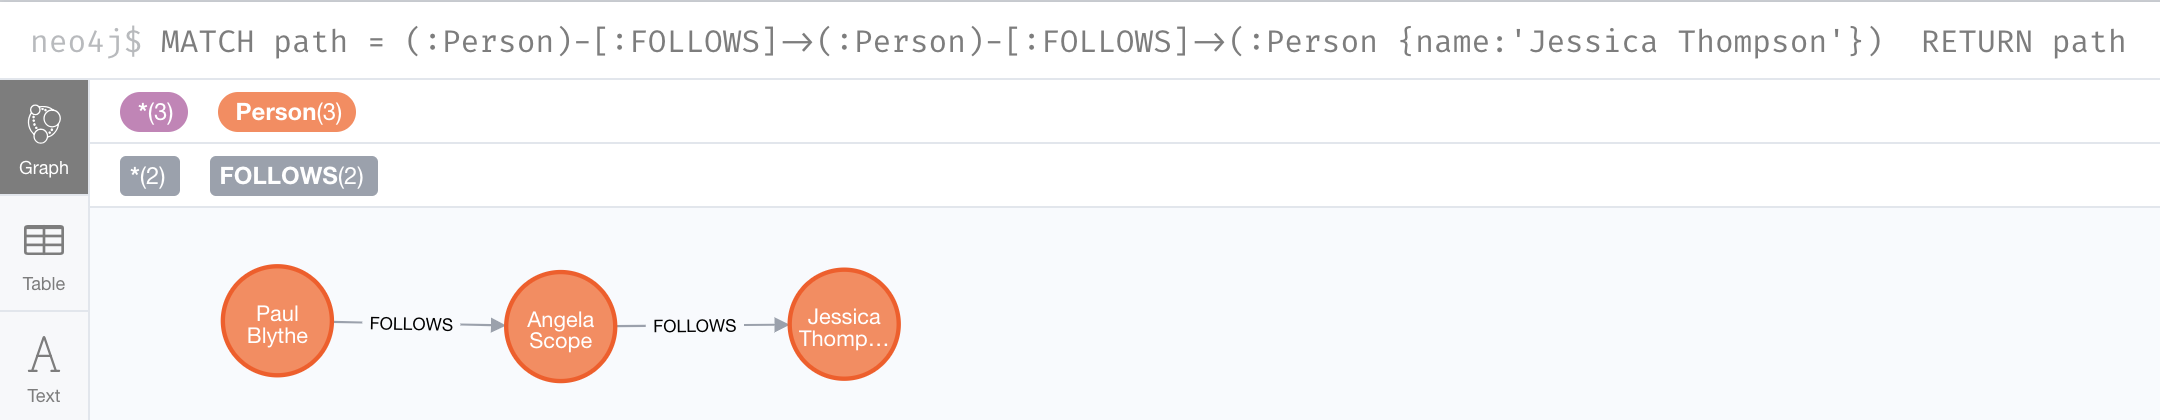 neo4j$ MATCH path = (:Person)-[:FOLLOWS]->(:Person)-[:FOLLOWS]->(:Person {name:'Jessica Thompson'}) RETURN path
*(3) Person(3)
Graph
*(2) FOLLOWS(2)
Table
Paul
Blythe
FOLLOWS
Angela
Scope
FOLLOWS
Jessica
Thomp...
A
Text